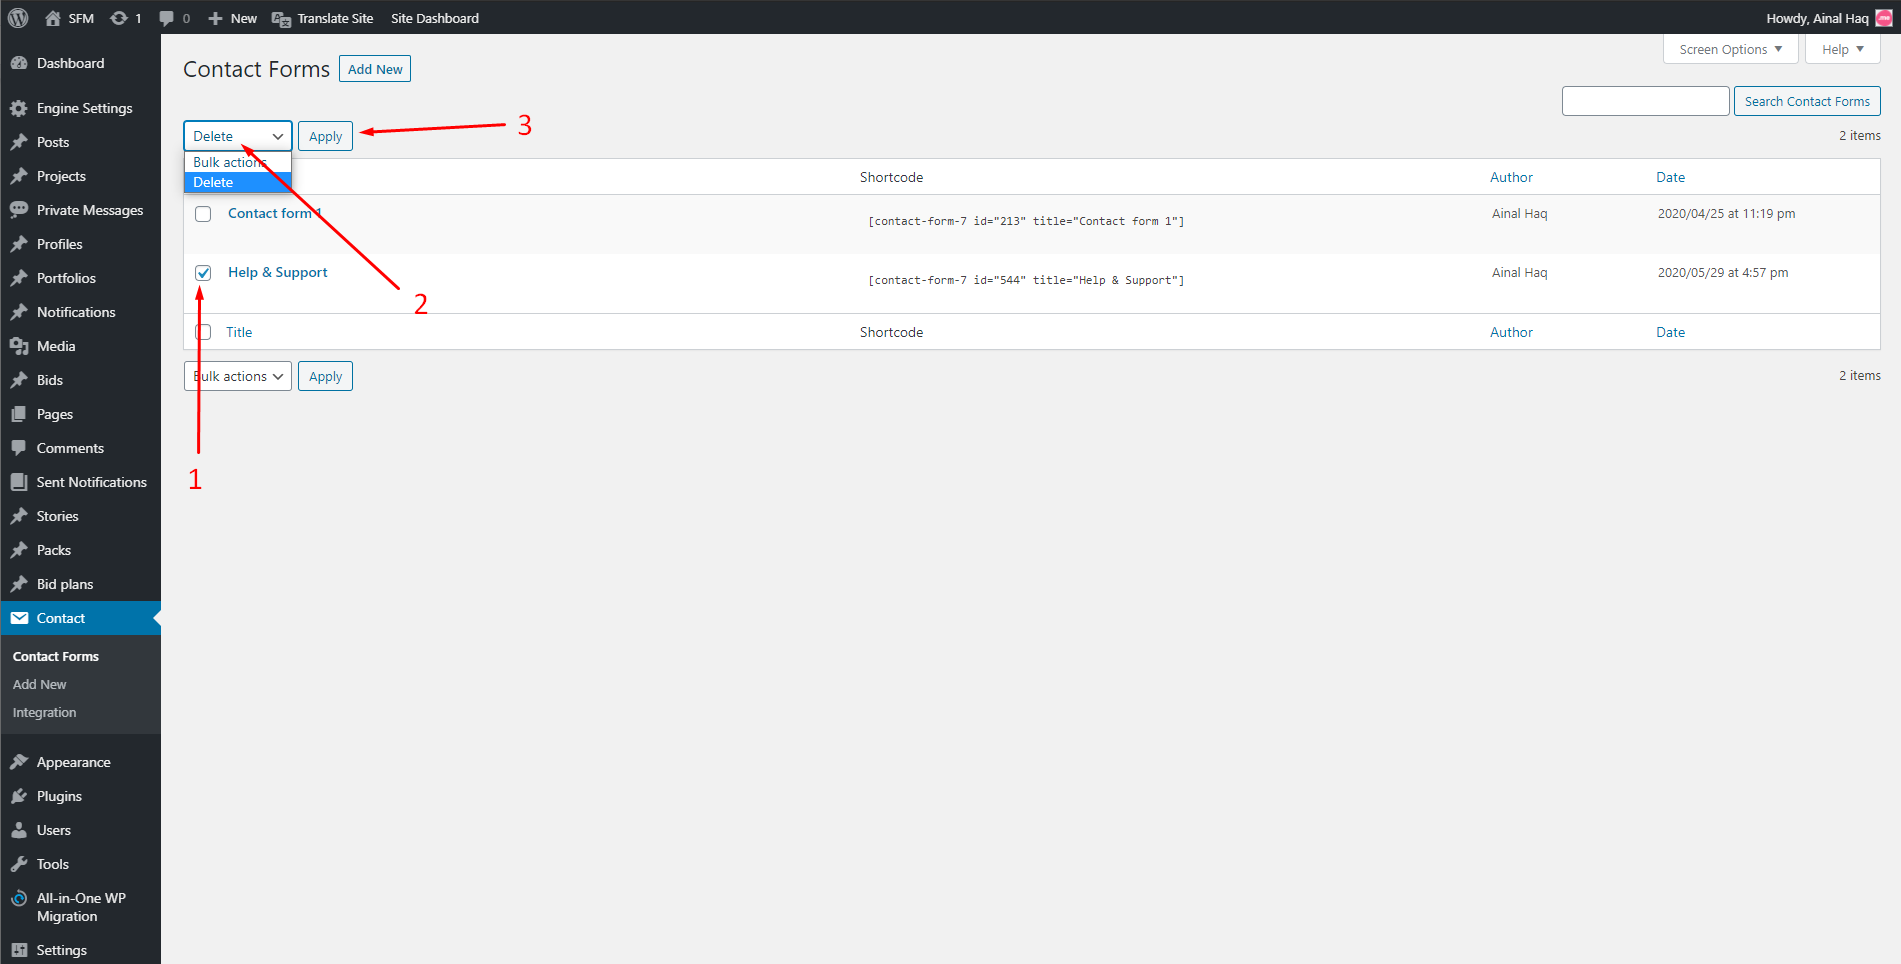 SFM 1 0 New Translate Site Site Dashboard Howdy, Ainal Haq
Dashboard
Engine Settings
Posts
Projects
Private Messages
Profiles
Portfolios
Notifications
Media
Bids
Pages
Comments
Sent Notifications
Stories
Packs
Bid plans
Contact
Contact Forms
Add New
Integration
Appearance
Plugins
Users
Tools
All-in-One WP
Migration
Settings
Screen Options Help
Contact Forms Add New
Search Contact Forms
Delete Apply 3 2 items
Bulk actions
Delete
Shortcode Author Date
Contact form 1 [contact-form-7 id="213" title="Contact form 1"] Ainal Haq 2020/04/25 at 11:19 pm
Help & Support [contact-form-7 id="544" title="Help & Support"] Ainal Haq 2020/05/29 at 4:57 pm
2
Title Shortcode Author Date
Bulk actions Apply 2 items
1